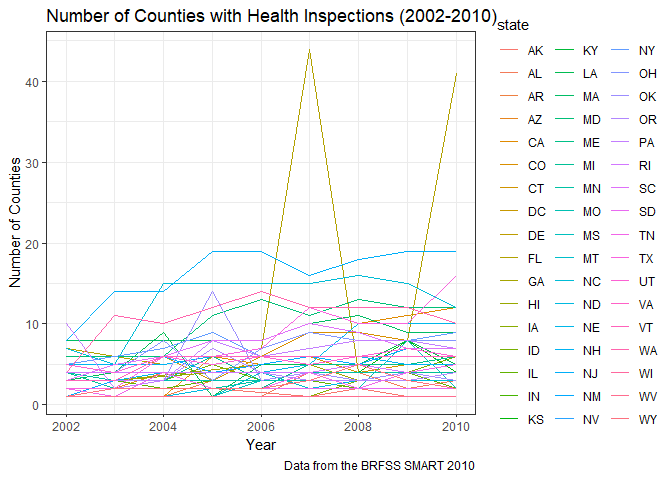 Number of Counties with Health Inspections (2002-2010)
state
AK KY NY
AL LA OH
AR MA OK
AZ MD OR
CA ME PA
CO MI RI
CT MN SC
DC MO SD
DE MS TN
FL MT TX
GA NC UT
HI ND VA
IA NE VT
ID NH WA
IL NJ WI
IN NM WV
KS NV WY
Number of Counties
40
30
20
10
0
2002 2004 2006 2008 2010
Year
Data from the BRFSS SMART 2010